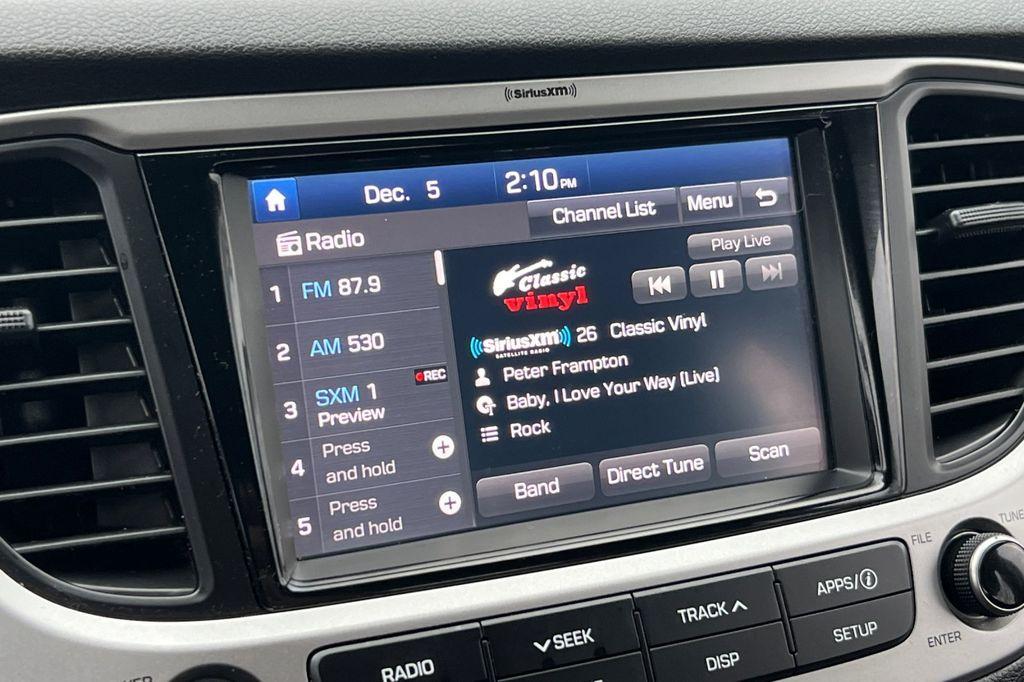 ((SiriusXM))
Dec. 5 2:10 PM
Radio Channel List Menu
Play Live
1 FM 87.9
2 AM 530
3 SXM 1 REC
Preview
4 Press
and hold
5 Press
and hold
Classic
vinyl
((SiriusXM)) 26 Classic Vinyl
SATELLITE RADIO
Peter Frampton
Baby, I Love Your Way (Live)
Rock
Band Direct Tune Scan
RADIO SEEK TRACK APPS/i
DISP SETUP
FILE TUNE
ENTER